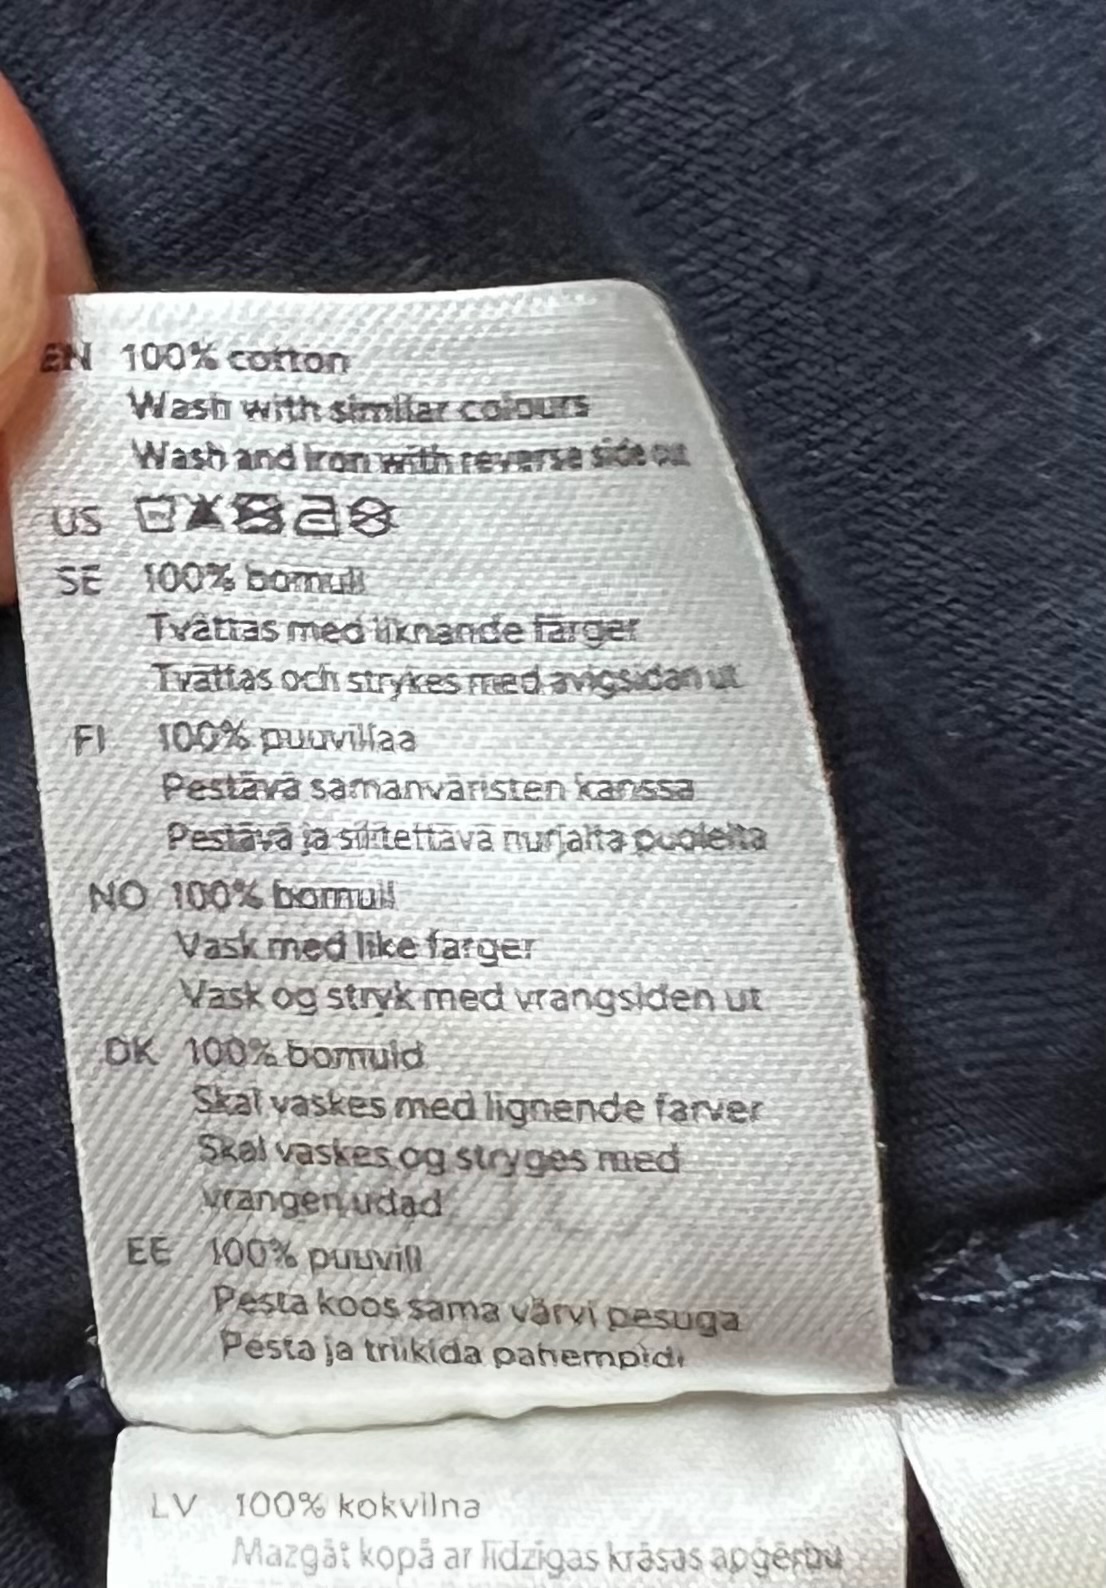 EN 100% cotton
Wash with similar colours
Wash and iron with reverse side out
US
SE 100% bomull
Tvättas med liknande färger
Tvättas och strykes med avigsidan ut
FI 100% puuvillaa
Pestävä samanväristen kanssa
Pestävä ja silitettävä nurjalta puolelta
NO 100% bomull
Vask med like farger
Vask og stryk med vrangsiden ut
DK 100% bomuld
Skal vaskes med lignende farver
Skal vaskes og stryges med
vrangen udad
EE 100% puuvill
Pesta koos sama värvi pesuga
Pesta ja triikida pahempidi
LV 100% kokvilna
Mazgāt kopā ar līdzīgas krāsas apģērbu